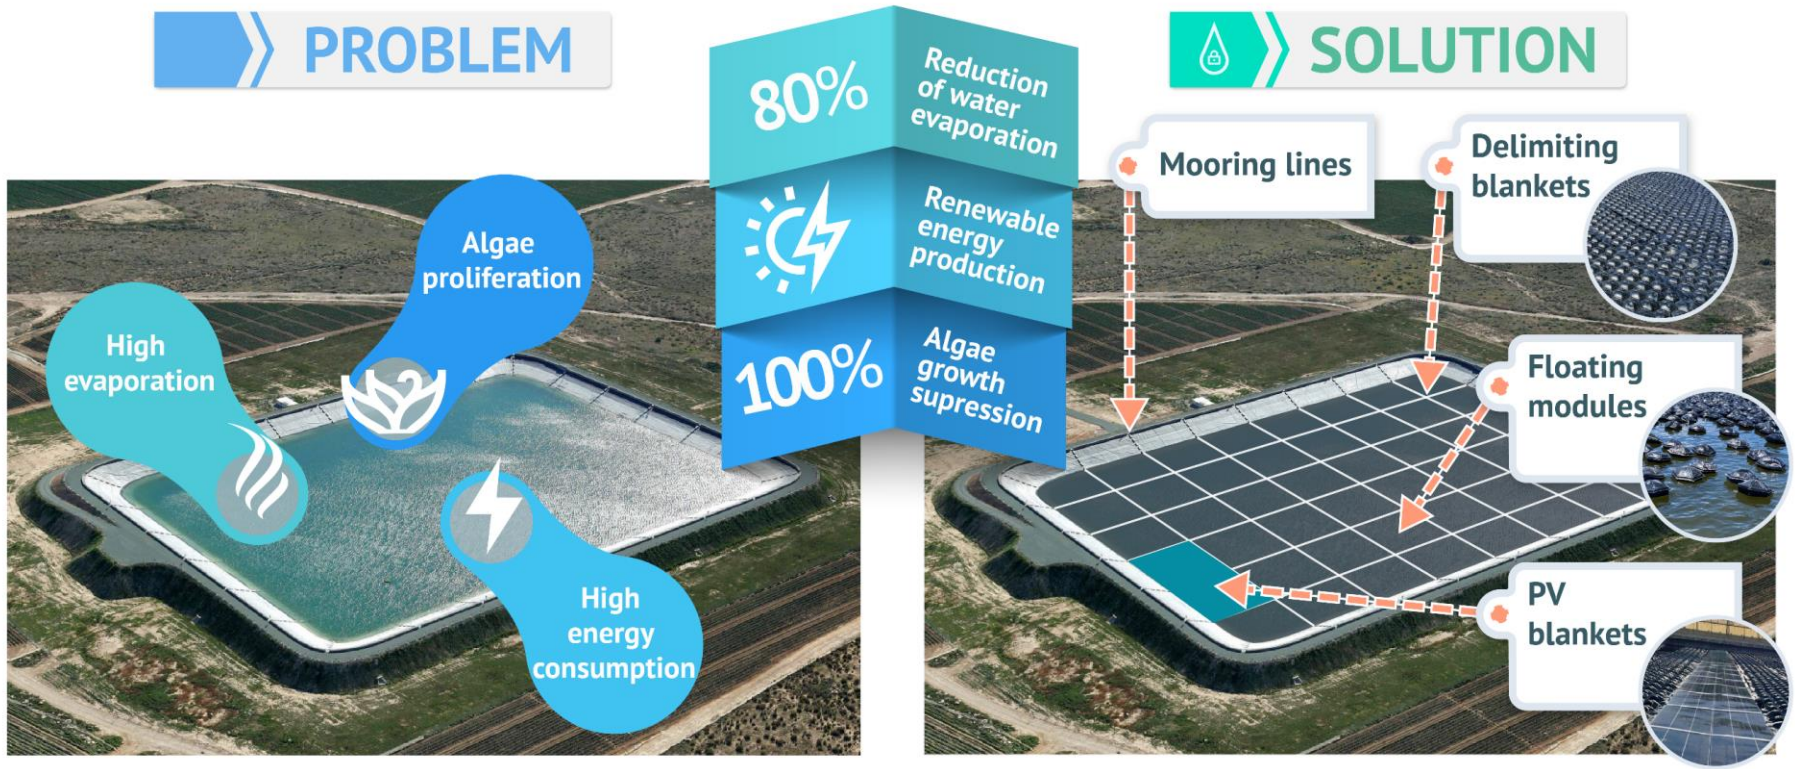 PROBLEM
High
evaporation
Algae
proliferation
High
energy
consumption
80%
Reduction
of water
evaporation
Renewable
energy
production
100%
Algae
growth
supression
SOLUTION
Mooring lines
Delimiting
blankets
Floating
modules
PV
blankets